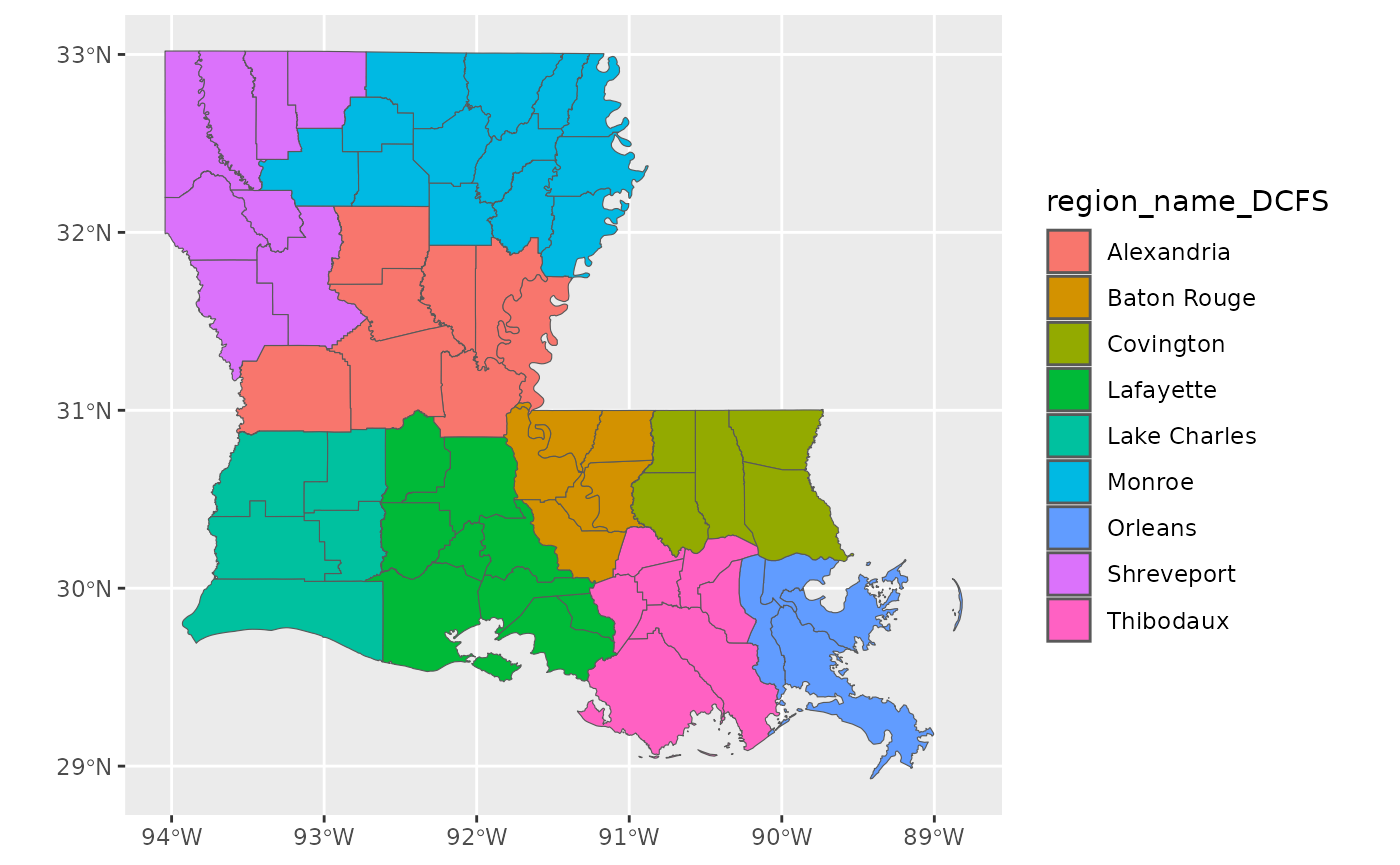 33°N
32°N
31°N
30°N
29°N
94°W 93°W 92°W 91°W 90°W 89°W
region_name_DCFS
Alexandria
Baton Rouge
Covington
Lafayette
Lake Charles
Monroe
Orleans
Shreveport
Thibodaux